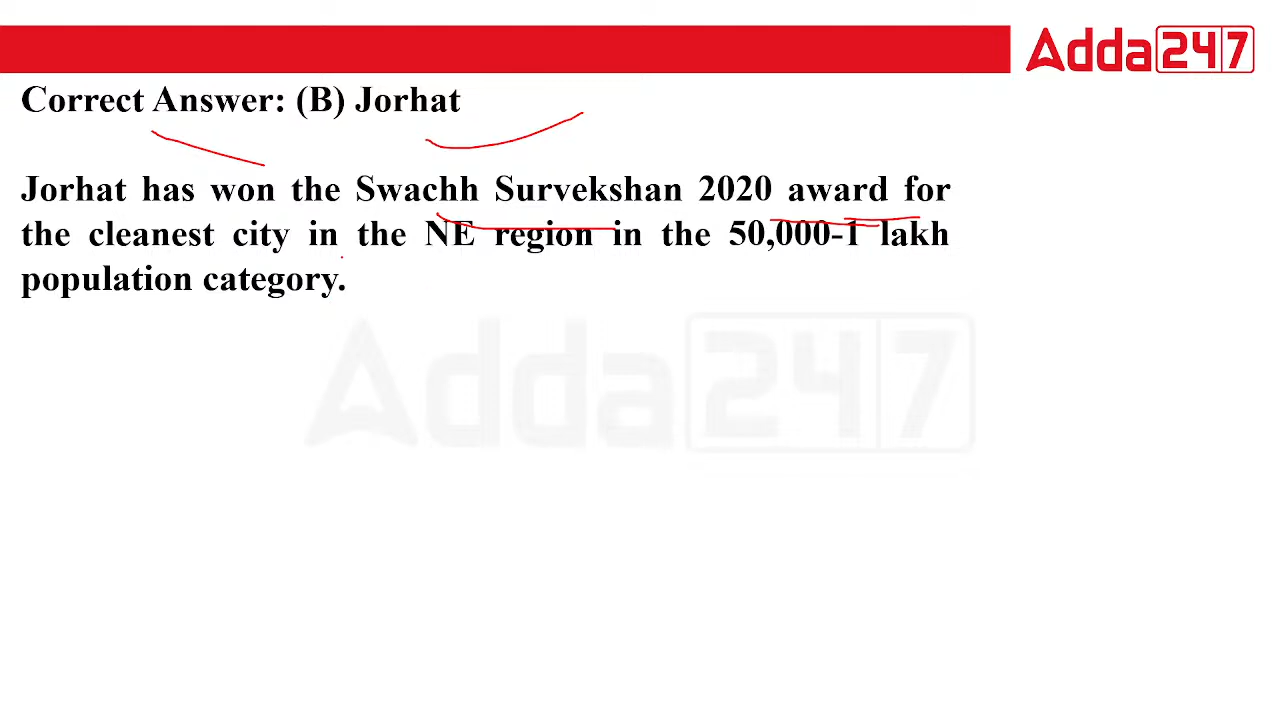 Adda247
Correct Answer: (B) Jorhat
Jorhat has won the Swachh Survekshan 2020 award for
the cleanest city in the NE region in the 50,000-1 lakh
population category.
Adda247